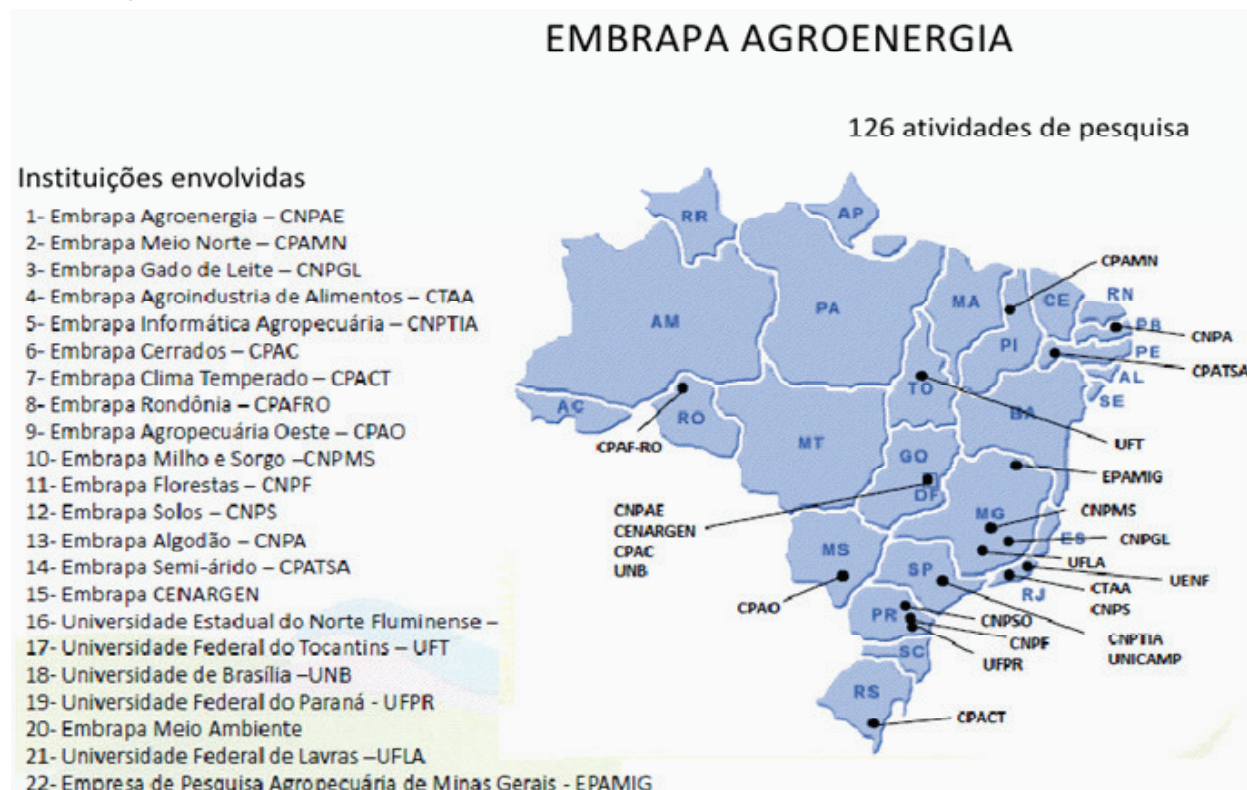 EMBRAPA AGROENERGIA
126 atividades de pesquisa
Instituições envolvidas
1- Embrapa Agroenergia – CNPAE
2- Embrapa Meio Norte – CPAMN
3- Embrapa Gado de Leite – CNPGL
4- Embrapa Agroindustria de Alimentos – CTAA
5- Embrapa Informática Agropecuária – CNPTIA
6- Embrapa Cerrados – CPAC
7- Embrapa Clima Temperado – CPACT
8- Embrapa Rondônia – CPAFRO
9- Embrapa Agropecuária Oeste – CPAO
10- Embrapa Milho e Sorgo –CNPMS
11- Embrapa Florestas – CNPF
12- Embrapa Solos – CNPS
13- Embrapa Algodão – CNPA
14- Embrapa Semi-árido – CPATSA
15- Embrapa CENARGEN
16- Universidade Estadual do Norte Fluminense –
17- Universidade Federal do Tocantins – UFT
18- Universidade de Brasília –UNB
19- Universidade Federal do Paraná - UFPR
20- Embrapa Meio Ambiente
21- Universidade Federal de Lavras –UFLA
22- Empresa de Pesquisa Agropecuária de Minas Gerais - EPAMIG
RR
AP
CPAMN
AM
PA
MA
CE
RN
PB
CNPA
PI
PE
CPATSA
AL
SE
TO
AC
RO
BA
CPAF-RO
MT
UFT
GO
EPAMIG
DF
CNPAE
CENARGEN
CPAC
UNB
MG
CNPMS
ES
CNPGL
MS
UFLA
SP
UENF
CTAA
CNPS
RJ
CPAO
PR
CNPSO
CNPF
UFPR
CNPTIA
UNICAMP
SC
RS
CPACT